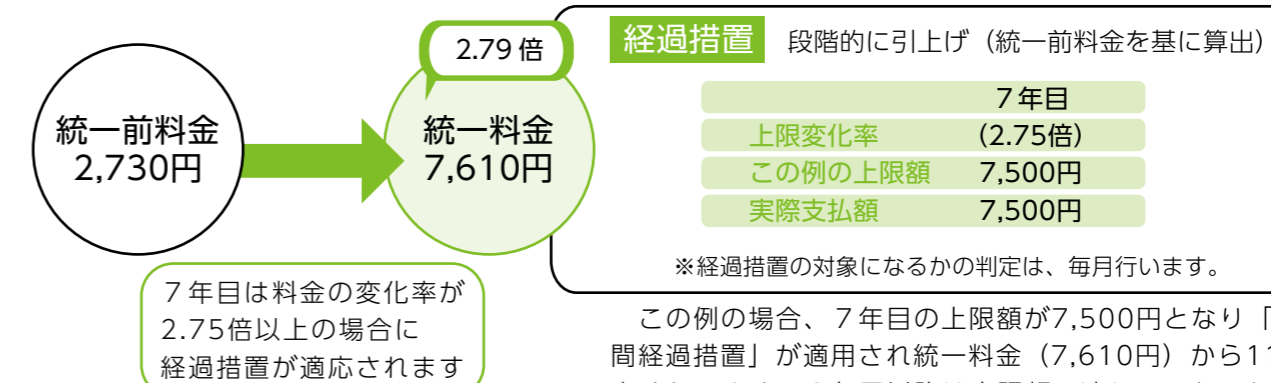 2.79倍
統一前料金
2,730円
統一料金
7,610円
7年目は料金の変化率が
2.75倍以上の場合に
経過措置が適応されます
経過措置 段階的に引上げ（統一前料金を基に算出）
7年目
上限変化率 (2.75倍)
この例の上限額 7,500円
実際支払額 7,500円
※経過措置の対象になるかの判定は、毎月行います。
この例の場合、7年目の上限額が7,500円となり「
間経過措置」が適用され統一料金（7,610円）から11